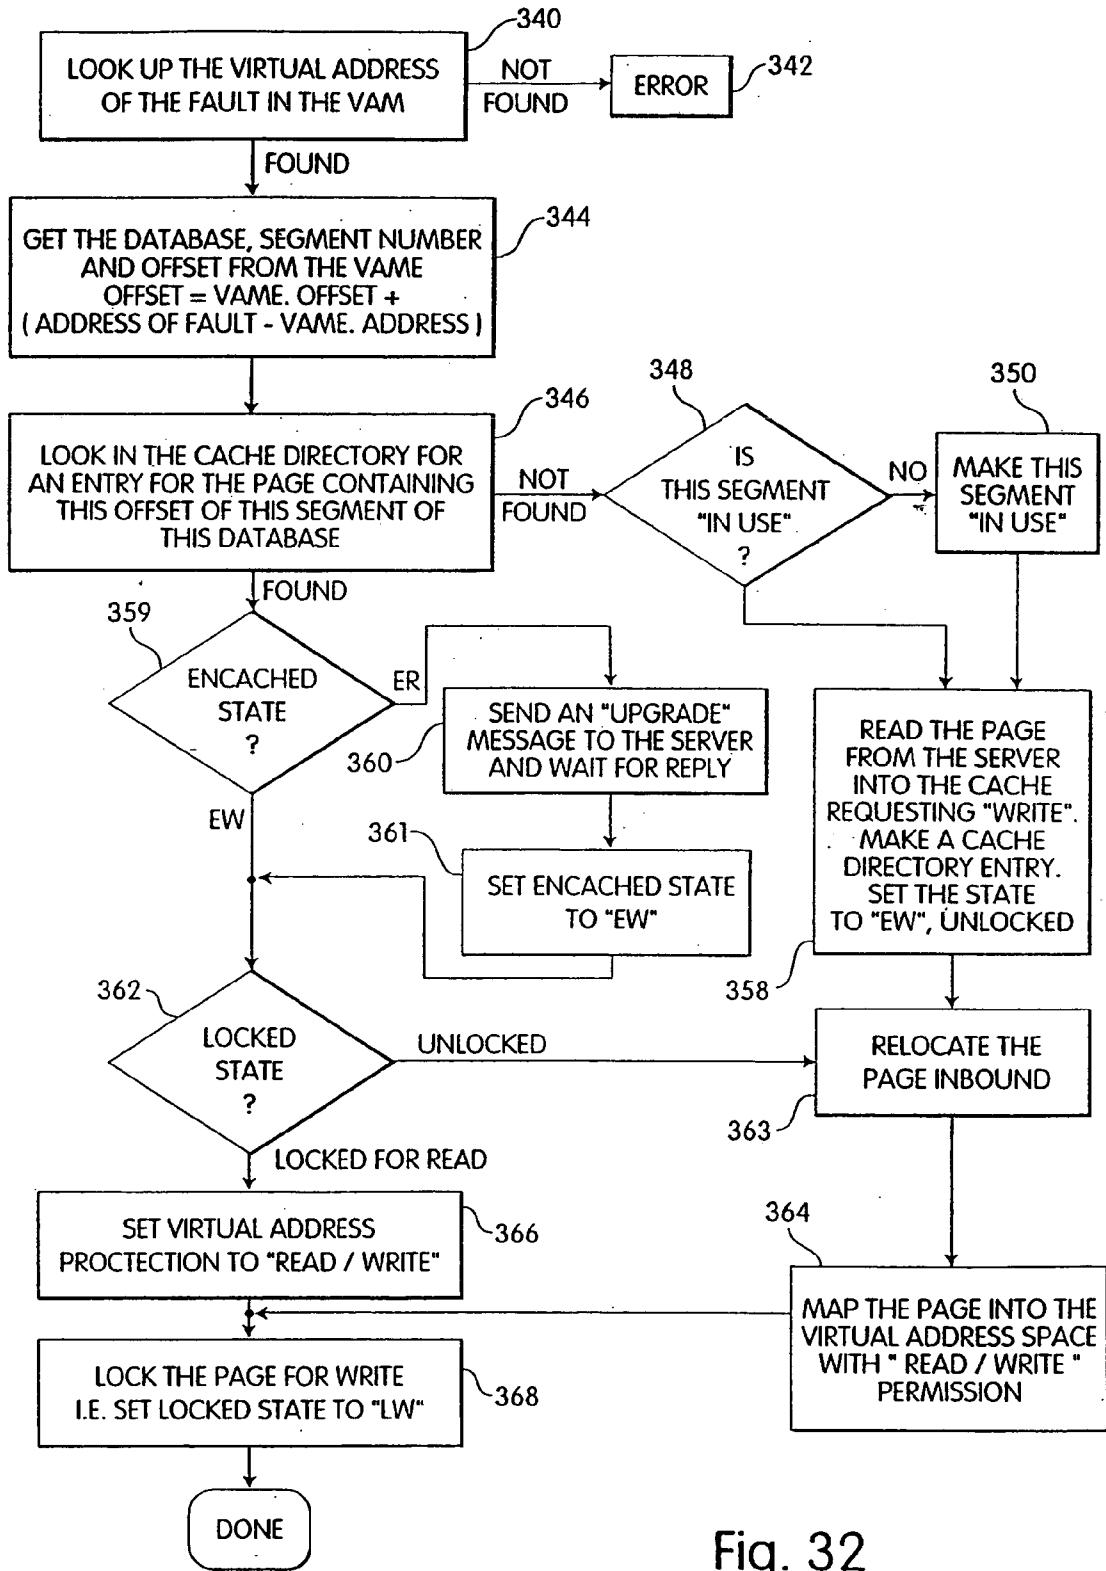 340
LOOK UP THE VIRTUAL ADDRESS
OF THE FAULT IN THE VAM
NOT
FOUND
ERROR
342
FOUND
344
GET THE DATABASE, SEGMENT NUMBER
AND OFFSET FROM THE VAME
OFFSET = VAME. OFFSET +
( ADDRESS OF FAULT - VAME. ADDRESS )
346
LOOK IN THE CACHE DIRECTORY FOR
AN ENTRY FOR THE PAGE CONTAINING
THIS OFFSET OF THIS SEGMENT OF
THIS DATABASE
NOT
FOUND
348
IS
THIS SEGMENT
"IN USE"
?
NO
350
MAKE THIS
SEGMENT
"IN USE"
FOUND
359
ENCACHED
STATE
?
ER
EW
SEND AN "UPGRADE"
MESSAGE TO THE SERVER
AND WAIT FOR REPLY
360
361
SET ENCACHED STATE
TO "EW"
READ THE PAGE
FROM THE SERVER
INTO THE CACHE
REQUESTING "WRITE".
MAKE A CACHE
DIRECTORY ENTRY.
SET THE STATE
TO "EW", UNLOCKED
358
362
LOCKED
STATE
?
UNLOCKED
RELOCATE THE
PAGE INBOUND
363
LOCKED FOR READ
SET VIRTUAL ADDRESS
PROCTECTION TO "READ / WRITE"
366
364
MAP THE PAGE INTO THE
VIRTUAL ADDRESS SPACE
WITH " READ / WRITE "
PERMISSION
LOCK THE PAGE FOR WRITE
I.E. SET LOCKED STATE TO "LW"
368
DONE
Fig. 32